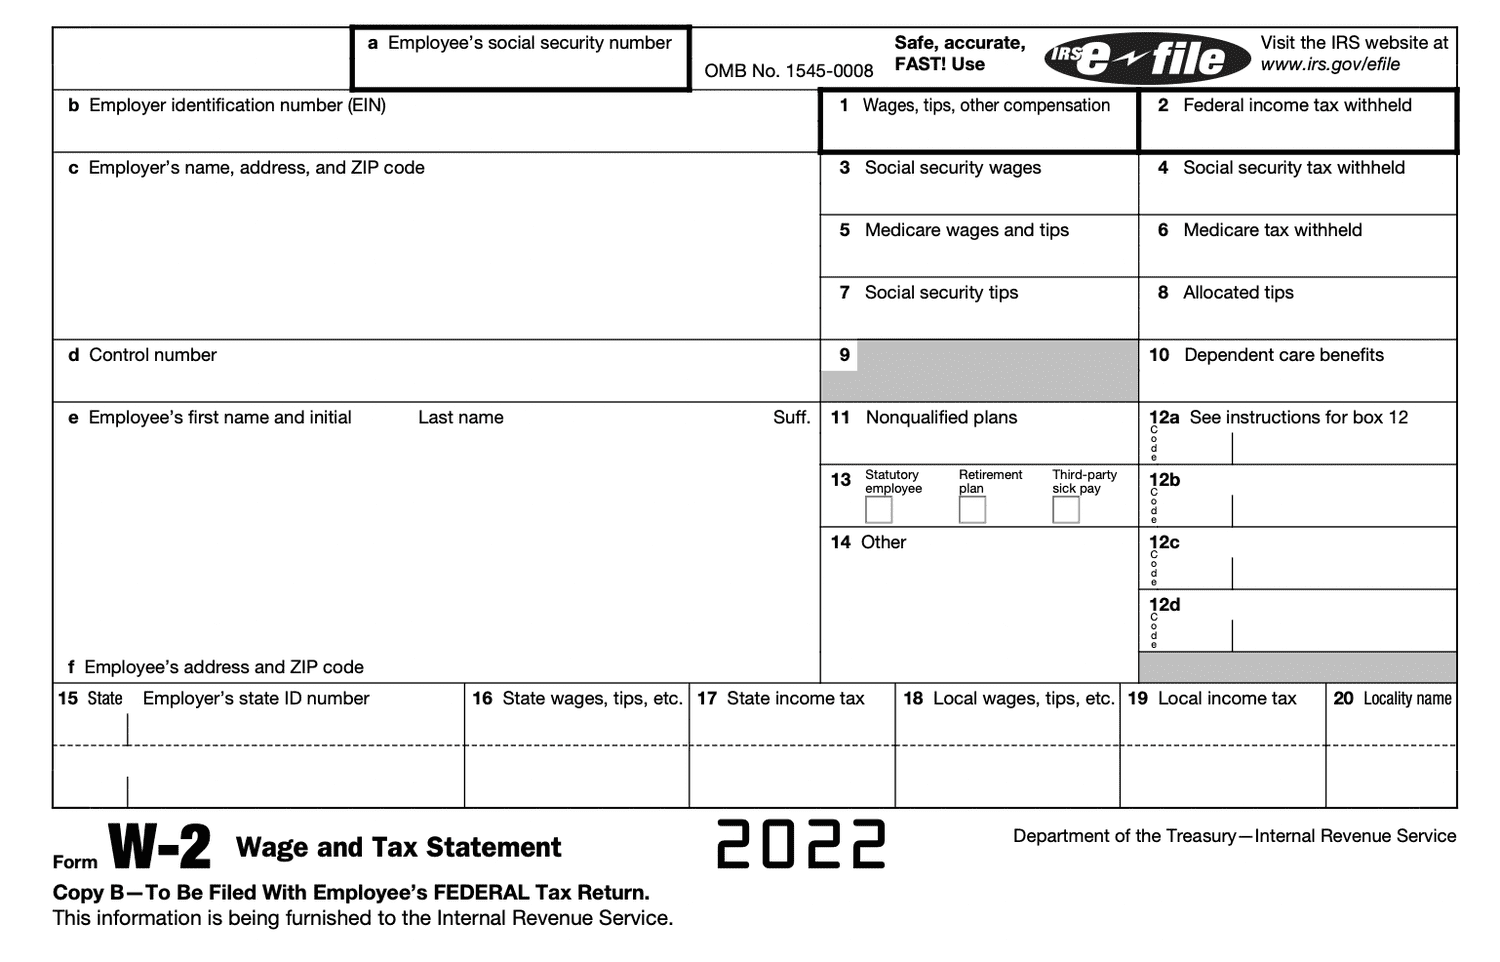 a Employee's social security number
OMB No. 1545-0008
Safe, accurate,
FAST! Use
IRS e-file
Visit the IRS website at
www.irs.gov/efile
b Employer identification number (EIN)
1 Wages, tips, other compensation
2 Federal income tax withheld
c Employer's name, address, and ZIP code
3 Social security wages
4 Social security tax withheld
5 Medicare wages and tips
6 Medicare tax withheld
7 Social security tips
8 Allocated tips
d Control number
9
10 Dependent care benefits
e Employee's first name and initial Last name Suff.
11 Nonqualified plans
12a See instructions for box 12
Code
13 Statutory employee Retirement plan Third-party sick pay
12b
Code
14 Other
12c
Code
12d
Code
f Employee's address and ZIP code
15 State Employer's state ID number
16 State wages, tips, etc.
17 State income tax
18 Local wages, tips, etc.
19 Local income tax
20 Locality name
Form W-2 Wage and Tax Statement
2022
Department of the Treasury—Internal Revenue Service
Copy B—To Be Filed With Employee's FEDERAL Tax Return.
This information is being furnished to the Internal Revenue Service.